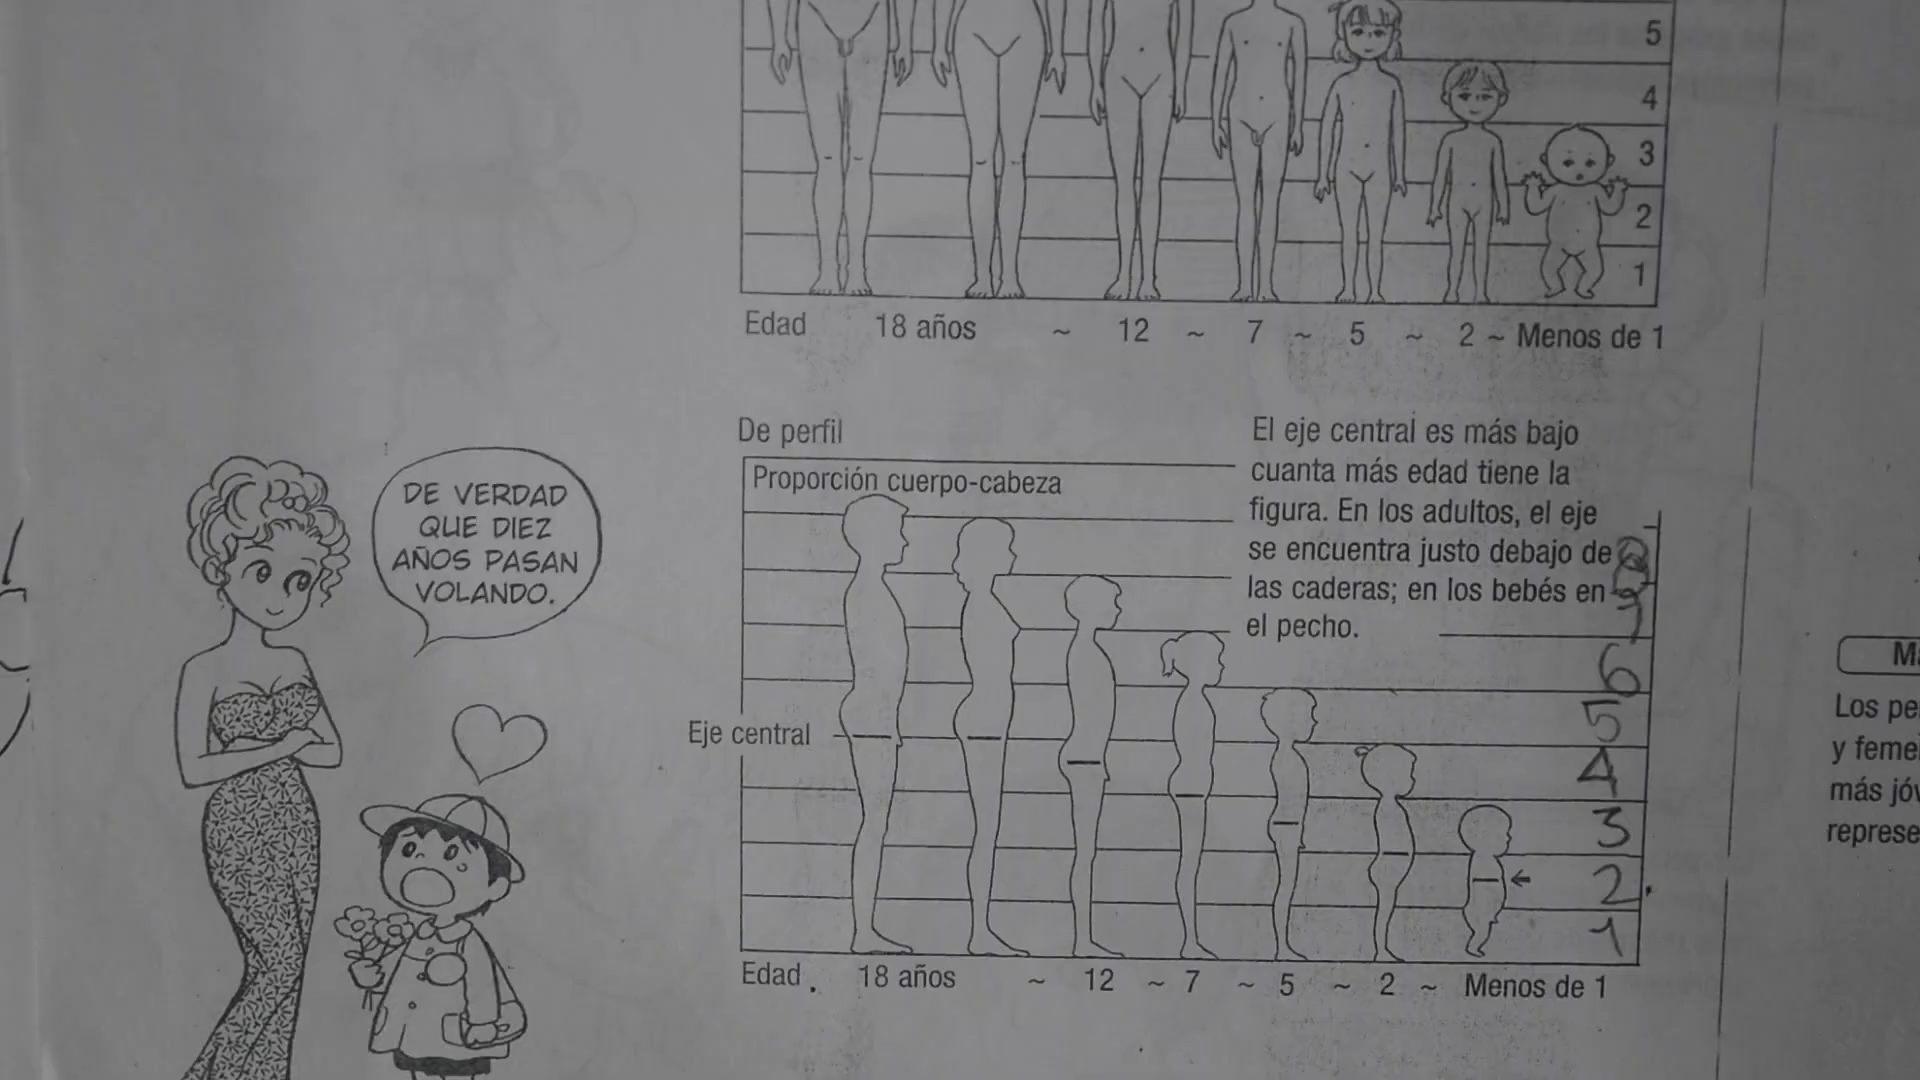 5
4
3
2
1
Edad 18 años ~ 12 ~ 7 ~ 5 ~ 2 ~ Menos de 1
De perfil
Proporción cuerpo-cabeza
El eje central es más bajo
cuanta más edad tiene la
figura. En los adultos, el eje
se encuentra justo debajo de
las caderas; en los bebés en
el pecho.
DE VERDAD
QUE DIEZ
AÑOS PASAN
VOLANDO.
Eje central
7
6
5
4
3
2.
1
Edad . 18 años ~ 12 ~ 7 ~ 5 ~ 2 ~ Menos de 1
Los pe
y feme
más jóv
represe